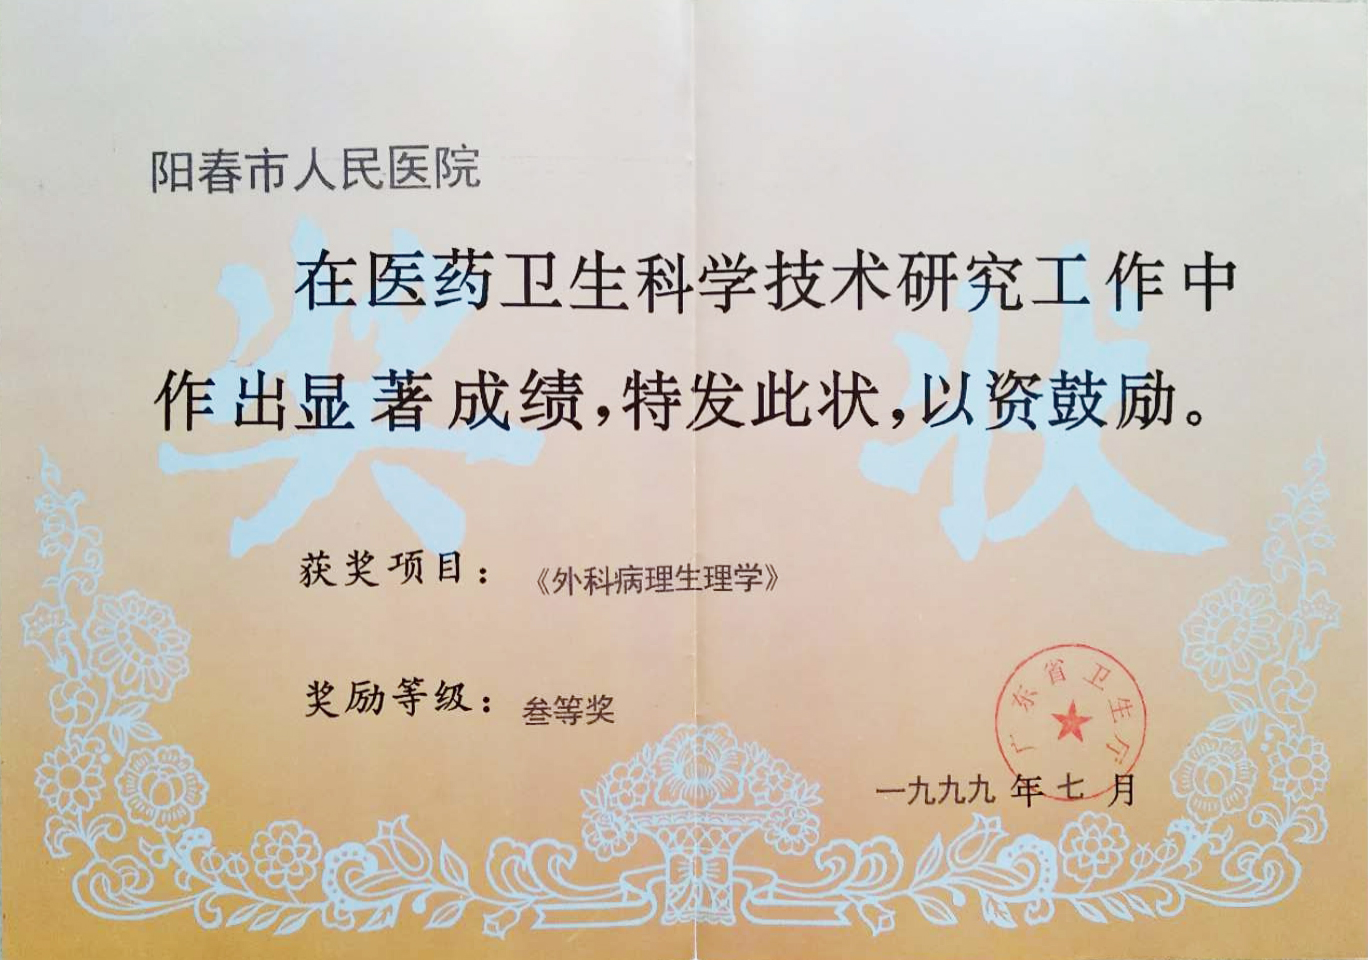 阳春市人民医院
奖状
在医药卫生科学技术研究工作中
作出显著成绩，特发此状，以资鼓励。
获奖项目：《外科病理生理学》
奖励等级：叁等奖
广东省卫生厅
一九九九年七月